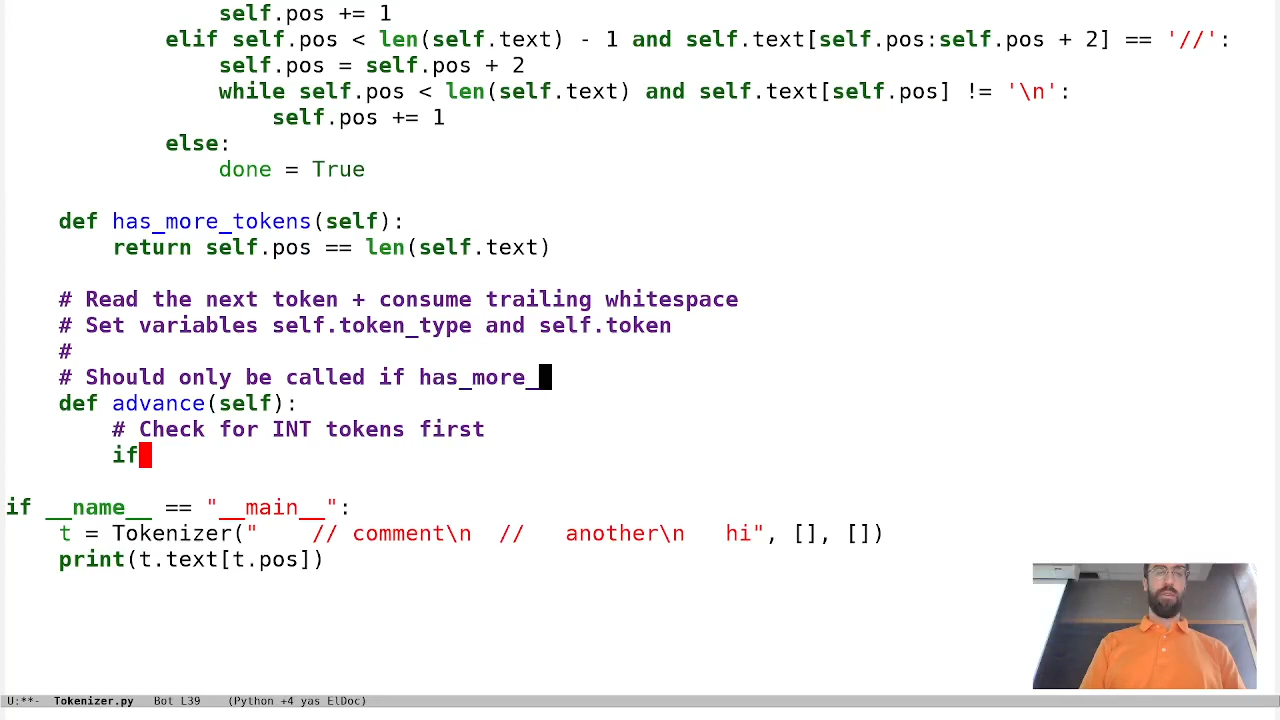 self.pos += 1
elif self.pos < len(self.text) - 1 and self.text[self.pos:self.pos + 2] == '//':
self.pos = self.pos + 2
while self.pos < len(self.text) and self.text[self.pos] != '\n':
self.pos += 1
else:
done = True
def has_more_tokens(self):
return self.pos == len(self.text)
# Read the next token + consume trailing whitespace
# Set variables self.token_type and self.token
#
# Should only be called if has_more_
def advance(self):
# Check for INT tokens first
if
if __name__ == "__main__":
t = Tokenizer("    // comment\n  //   another\n   hi", [], [])
print(t.text[t.pos])
U:**-  Tokenizer.py   Bot L39   (Python +4 yas ElDoc)